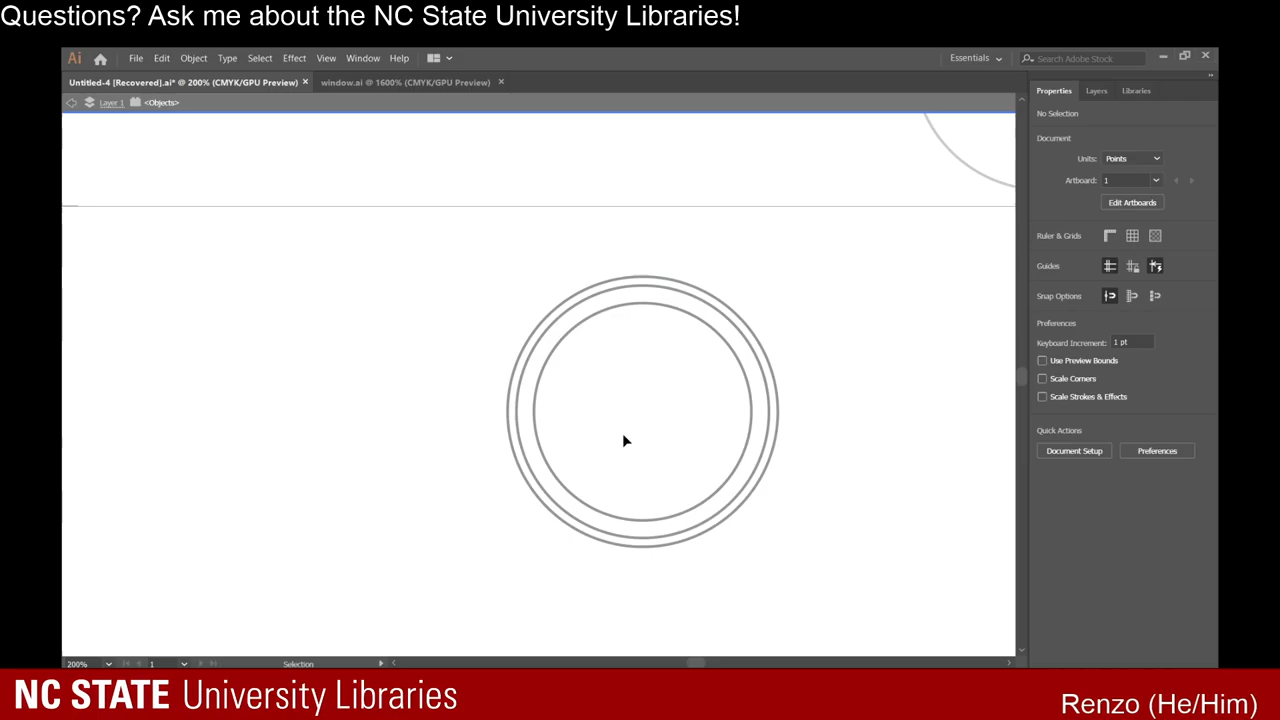 Questions? Ask me about the NC State University Libraries!
Ai File Edit Object Type Select Effect View Window Help Essentials Search Adobe Stock
Untitled-4 [Recovered].ai* @ 200% (CMYK/GPU Preview) window.ai @ 1600% (CMYK/GPU Preview)
Layer 1 <Objects>
Properties Layers Libraries
No Selection
Document
Units: Points
Artboard: 1
Edit Artboards
Ruler & Grids
Guides
Snap Options
Preferences
Keyboard Increment: 1 pt
Use Preview Bounds
Scale Corners
Scale Strokes & Effects
Quick Actions
Document Setup Preferences
200% 1 Selection
NC STATE University Libraries
Renzo (He/Him)